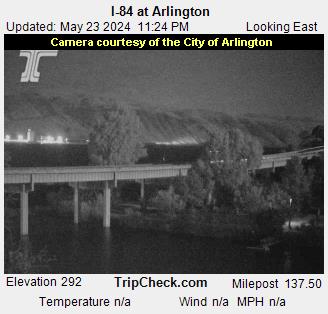 I-84 at Arlington
Updated: May 23 2024 11:24 PM Looking East
Camera courtesy of the City of Arlington
Elevation 292 TripCheck.com Milepost 137.50
Temperature n/a Wind n/a MPH n/a